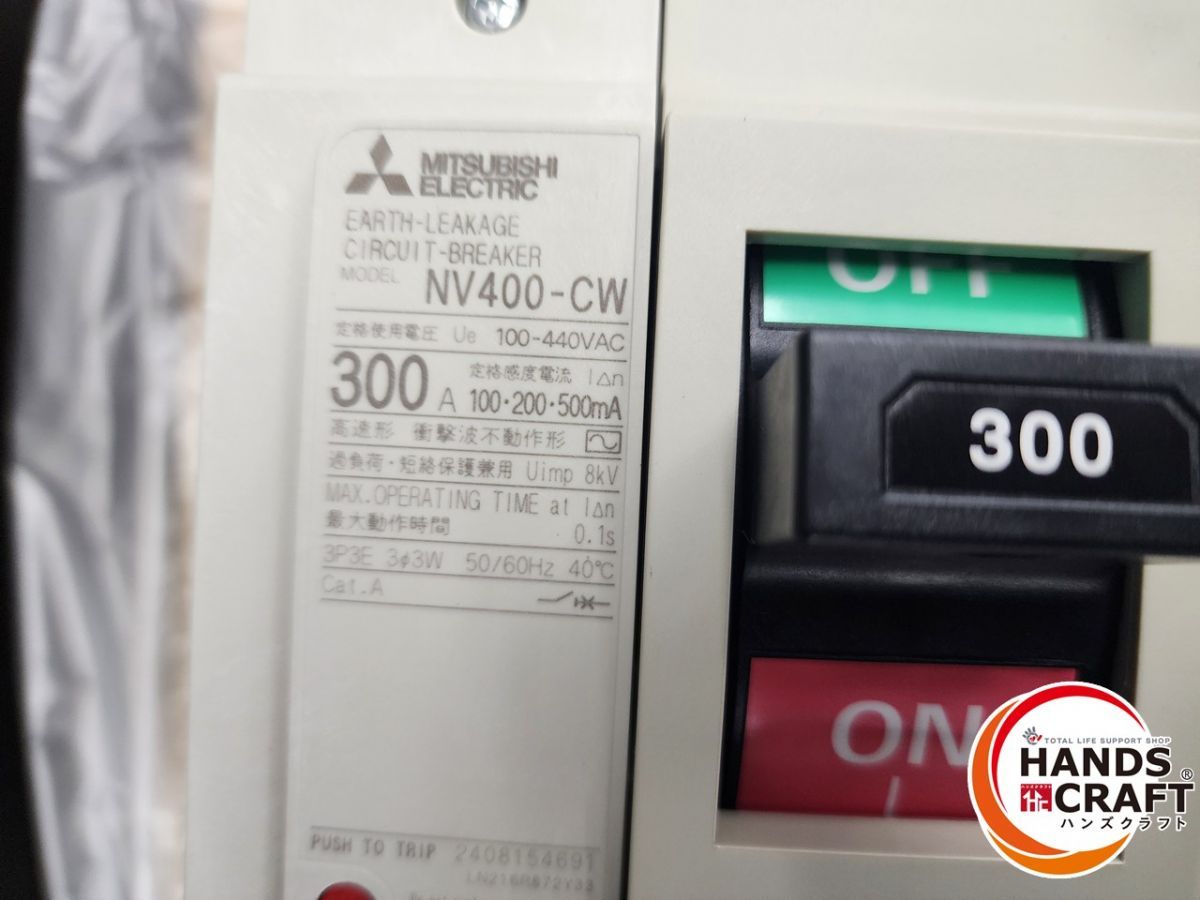 MITSUBISHI
ELECTRIC
EARTH-LEAKAGE
CIRCUIT-BREAKER
MODEL NV400-CW
定格使用電圧 Ue 100-440VAC
300 A
定格感度電流 I△n
100・200・500mA
高速形 衝撃波不動作形
過負荷・短絡保護兼用 Uimp 8kV
MAX.OPERATING TIME at I△n
最大動作時間 0.1s
3P3E 3φ3W 50/60Hz 40℃
Cat.A
PUSH TO TRIP 2408154691
OFF
300
ON
TOTAL LIFE SUPPORT SHOP
HANDS
CRAFT®
ハンズクラフト